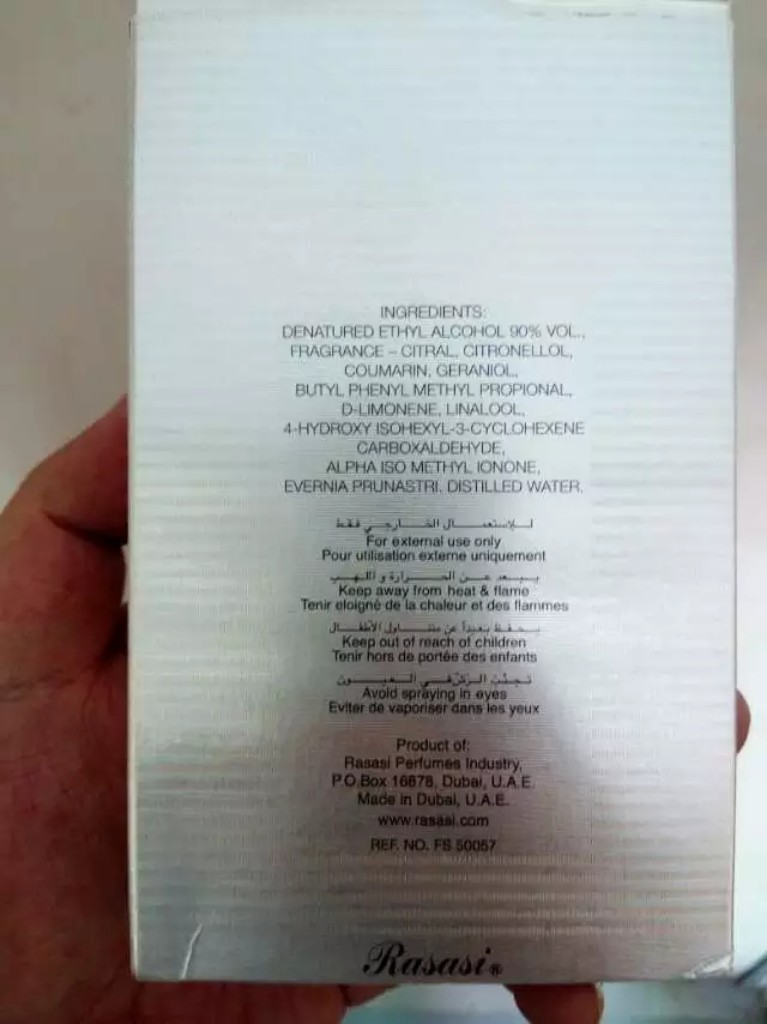 INGREDIENTS:
DENATURED ETHYL ALCOHOL 90% VOL.,
FRAGRANCE – CITRAL, CITRONELLOL,
COUMARIN, GERANIOL,
BUTYL PHENYL METHYL PROPIONAL,
D-LIMONENE, LINALOOL,
4-HYDROXY ISOHEXYL-3-CYCLOHEXENE
CARBOXALDEHYDE,
ALPHA ISO METHYL IONONE,
EVERNIA PRUNASTRI. DISTILLED WATER.
للإستعمال الخارجي فقط
For external use only
Pour utilisation externe uniquement
يبعد عن الحرارة و اللهب
Keep away from heat & flame
Tenir eloigné de la chaleur et des flammes
يحفظ بعيداً عن متناول الأطفال
Keep out of reach of children
Tenir hors de portée des enfants
تجنّب الرش في العيون
Avoid spraying in eyes
Eviter de vaporiser dans les yeux
Product of:
Rasasi Perfumes Industry,
P.O.Box 16878, Dubai, U.A.E.
Made in Dubai, U.A.E.
www.rasasi.com
REF. NO. FS 50057
Rasasi®